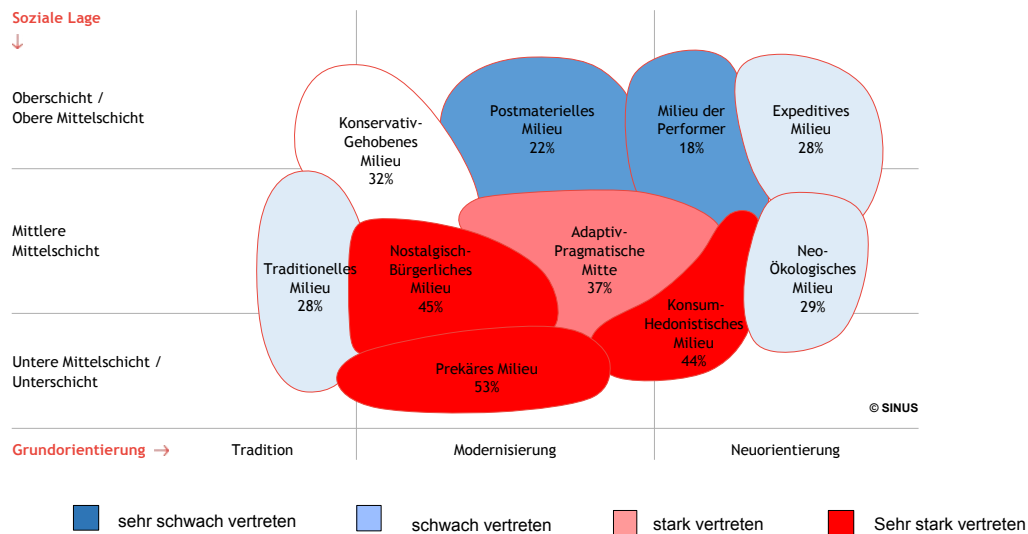 Soziale Lage
↓
Oberschicht /
Obere Mittelschicht
Mittlere
Mittelschicht
Untere Mittelschicht /
Unterschicht
Konservativ-
Gehobenes
Milieu
32%
Postmaterielles
Milieu
22%
Milieu der
Performer
18%
Expeditives
Milieu
28%
Traditionelles
Milieu
28%
Nostalgisch-
Bürgerliches
Milieu
45%
Adaptiv-
Pragmatische
Mitte
37%
Konsum-
Hedonistisches
Milieu
44%
Neo-
Ökologisches
Milieu
29%
Prekäres Milieu
53%
© SINUS
Grundorientierung →
Tradition
Modernisierung
Neuorientierung
sehr schwach vertreten
schwach vertreten
stark vertreten
Sehr stark vertreten